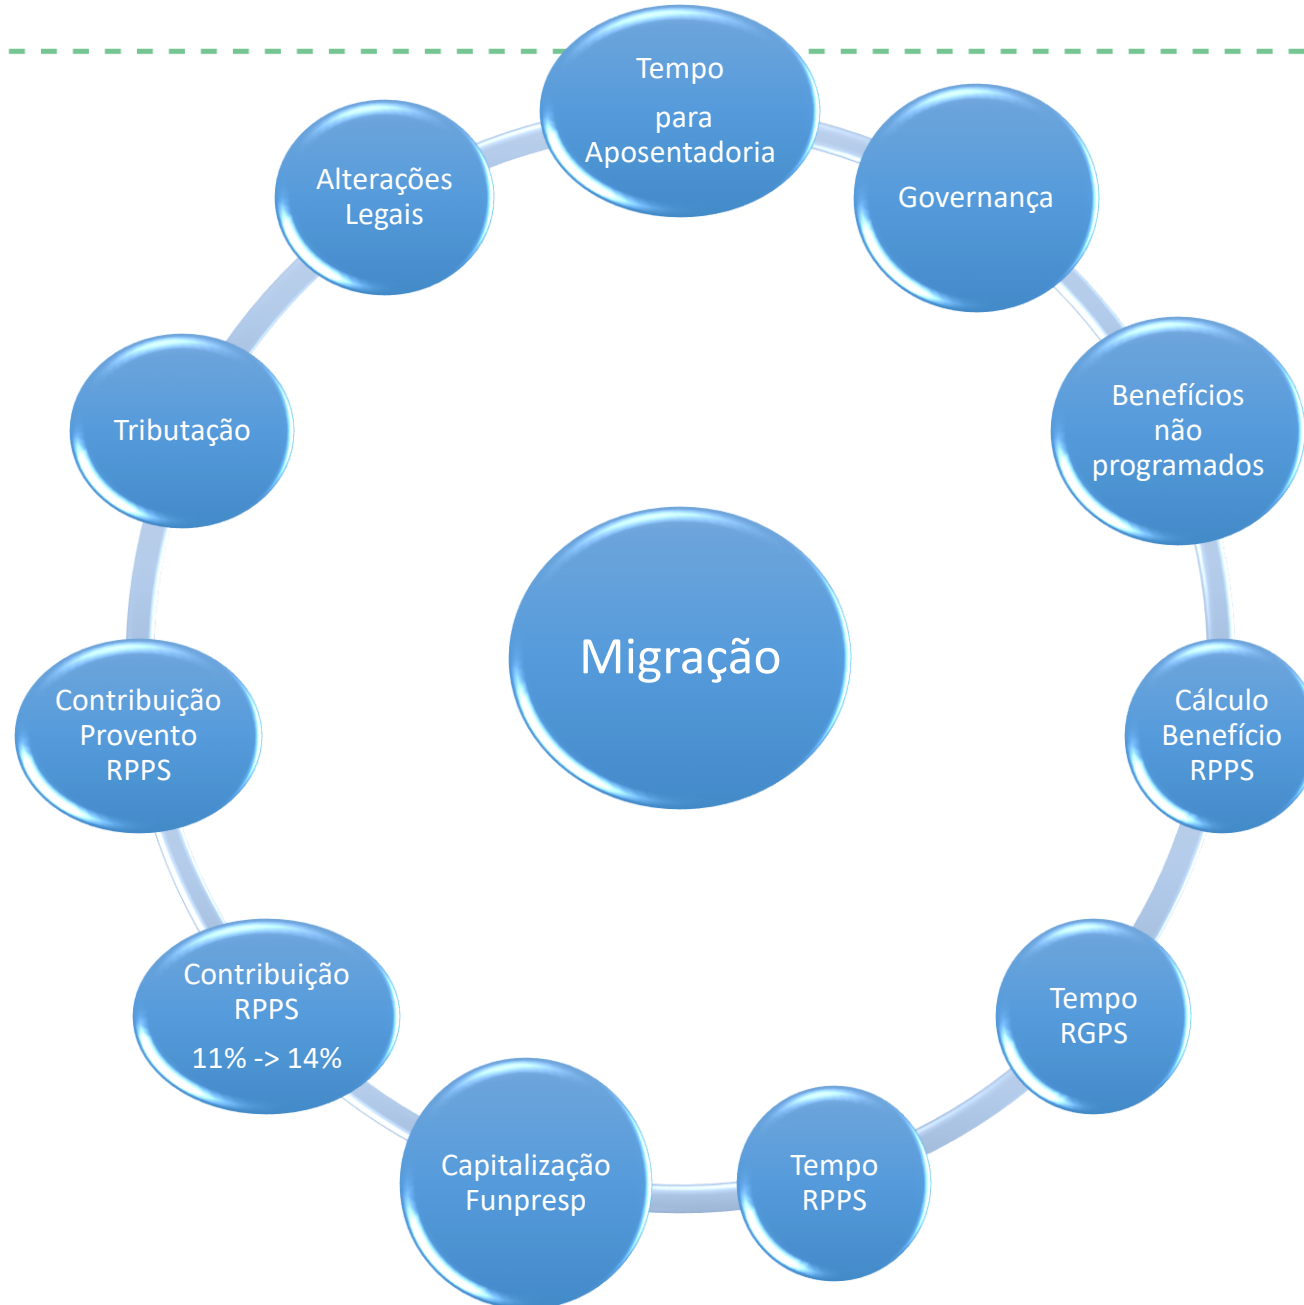 Tempo
para
Aposentadoria
Governança
Benefícios
não
programados
Cálculo
Benefício
RPPS
Tempo
RGPS
Tempo
RPPS
Capitalização
Funpresp
Contribuição
RPPS
11% -> 14%
Contribuição
Provento
RPPS
Tributação
Alterações
Legais
Migração